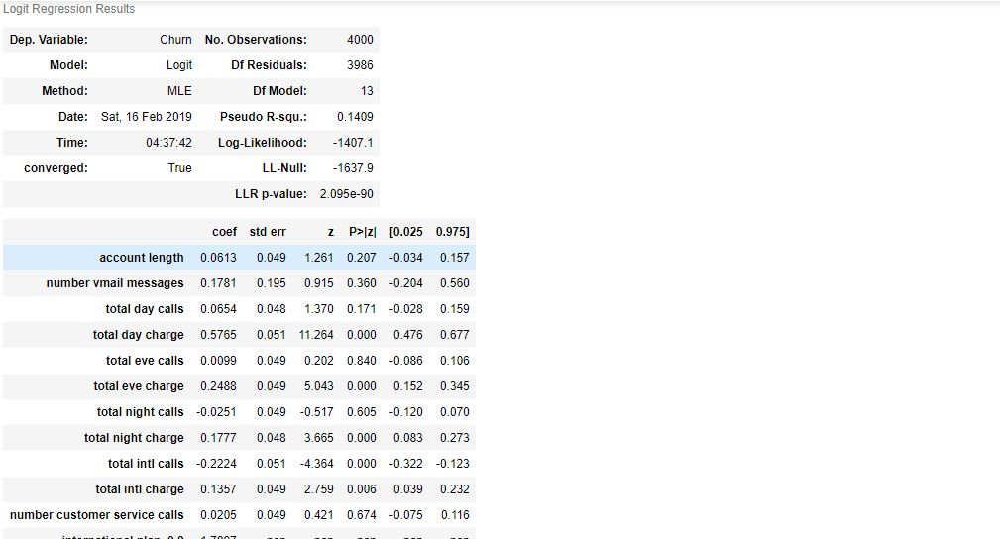 Logit Regression Results
Dep. Variable: Churn No. Observations: 4000
Model: Logit Df Residuals: 3986
Method: MLE Df Model: 13
Date: Sat, 16 Feb 2019 Pseudo R-squ.: 0.1409
Time: 04:37:42 Log-Likelihood: -1407.1
converged: True LL-Null: -1637.9
LLR p-value: 2.095e-90
coef std err z P>|z| [0.025 0.975]
account length 0.0613 0.049 1.261 0.207 -0.034 0.157
number vmail messages 0.1781 0.195 0.915 0.360 -0.204 0.560
total day calls 0.0654 0.048 1.370 0.171 -0.028 0.159
total day charge 0.5765 0.051 11.264 0.000 0.476 0.677
total eve calls 0.0099 0.049 0.202 0.840 -0.086 0.106
total eve charge 0.2488 0.049 5.043 0.000 0.152 0.345
total night calls -0.0251 0.049 -0.517 0.605 -0.120 0.070
total night charge 0.1777 0.048 3.665 0.000 0.083 0.273
total intl calls -0.2224 0.051 -4.364 0.000 -0.322 -0.123
total intl charge 0.1357 0.049 2.759 0.006 0.039 0.232
number customer service calls 0.0205 0.049 0.421 0.674 -0.075 0.116